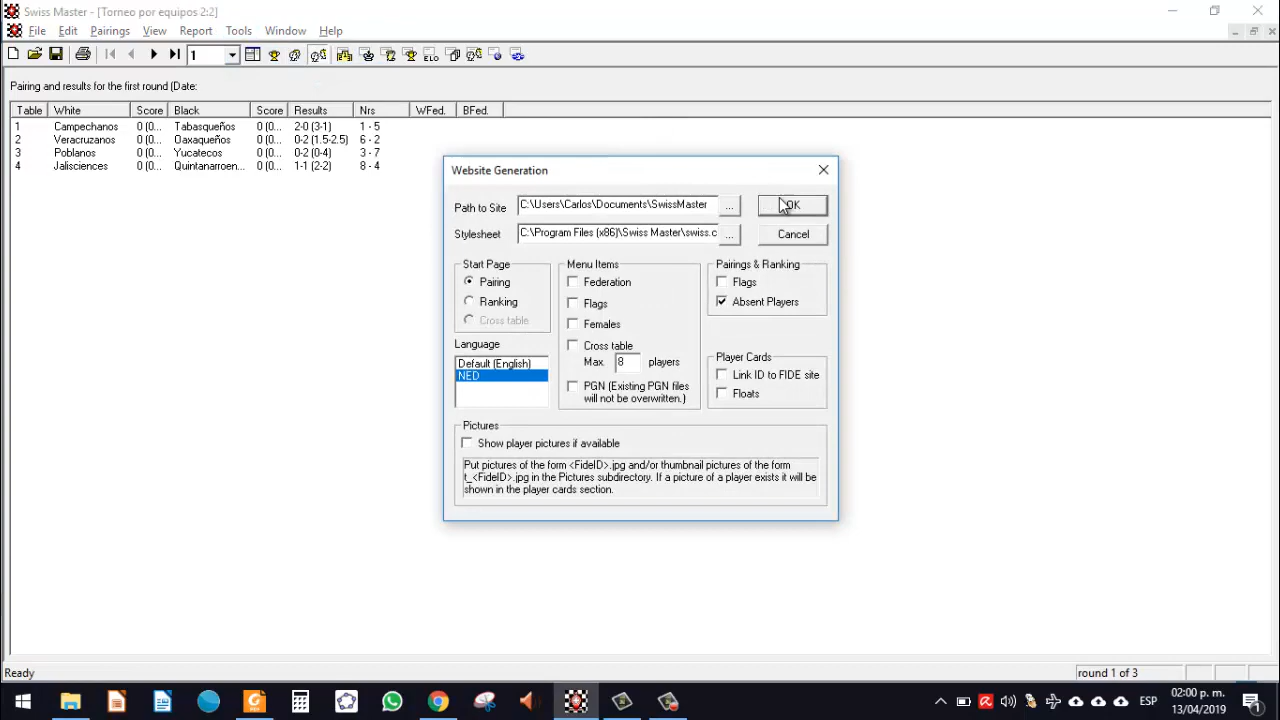 Swiss Master - [Torneo por equipos 2:2]
File Edit Pairings View Report Tools Window Help
1 ELO
Pairing and results for the first round (Date:
Table White Score Black Score Results Nrs WFed. BFed.
1 Campechanos 0 (0... Tabasqueños 0 (0... 2-0 (3-1) 1 - 5
2 Veracruzanos 0 (0... Oaxaqueños 0 (0... 0-2 (1.5-2.5) 6 - 2
3 Poblanos 0 (0... Yucatecos 0 (0... 0-2 (0-4) 3 - 7
4 Jalisciences 0 (0... Quintanarroen... 0 (0... 1-1 (2-2) 8 - 4
Website Generation
Path to Site C:\Users\Carlos\Documents\SwissMaster ... OK
Stylesheet C:\Program Files (x86)\Swiss Master\swiss.c ... Cancel
Start Page Menu Items Pairings & Ranking
Pairing Federation Flags
Ranking Flags Absent Players
Cross table Females
Language Cross table
Max. 8 players
Player Cards
Default (English)
NED
Link ID to FIDE site
PGN (Existing PGN files
will not be overwritten.)
Floats
Pictures
Show player pictures if available
Put pictures of the form <FideID>.jpg and/or thumbnail pictures of the form
t_<FideID>.jpg in the Pictures subdirectory. If a picture of a player exists it will be
shown in the player cards section.
Ready round 1 of 3
ESP
02:00 p. m.
13/04/2019
1